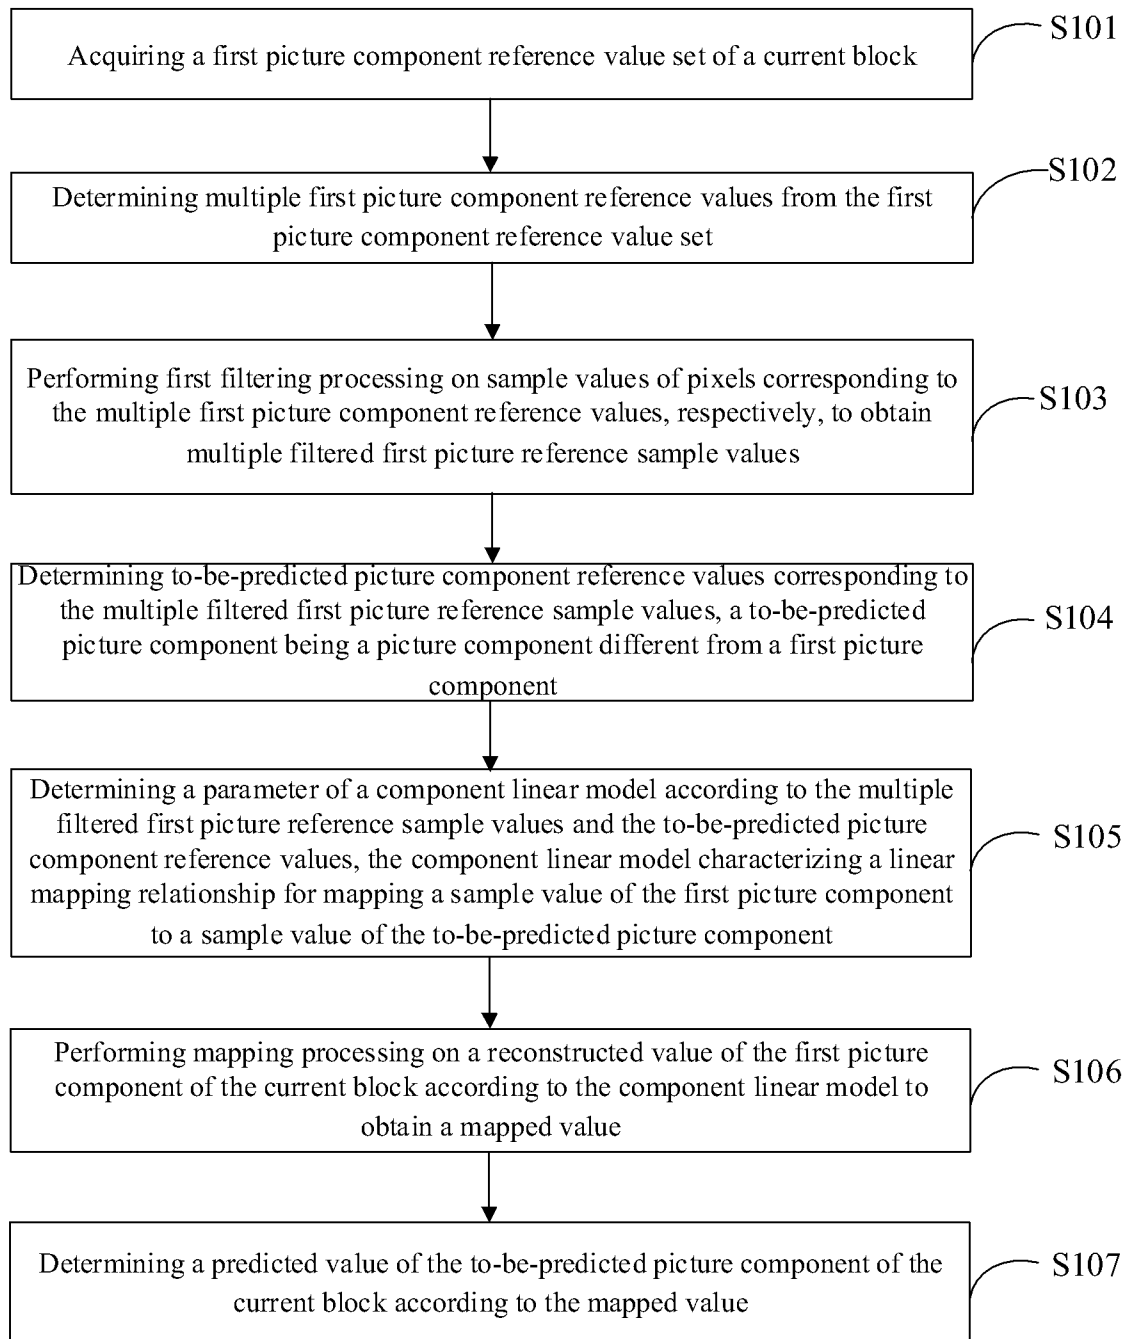 Acquiring a first picture component reference value set of a current block
S101
Determining multiple first picture component reference values from the first
picture component reference value set
S102
Performing first filtering processing on sample values of pixels corresponding to
the multiple first picture component reference values, respectively, to obtain
multiple filtered first picture reference sample values
S103
Determining to-be-predicted picture component reference values corresponding to
the multiple filtered first picture reference sample values, a to-be-predicted
picture component being a picture component different from a first picture
component
S104
Determining a parameter of a component linear model according to the multiple
filtered first picture reference sample values and the to-be-predicted picture
component reference values, the component linear model characterizing a linear
mapping relationship for mapping a sample value of the first picture component
to a sample value of the to-be-predicted picture component
S105
Performing mapping processing on a reconstructed value of the first picture
component of the current block according to the component linear model to
obtain a mapped value
S106
Determining a predicted value of the to-be-predicted picture component of the
current block according to the mapped value
S107